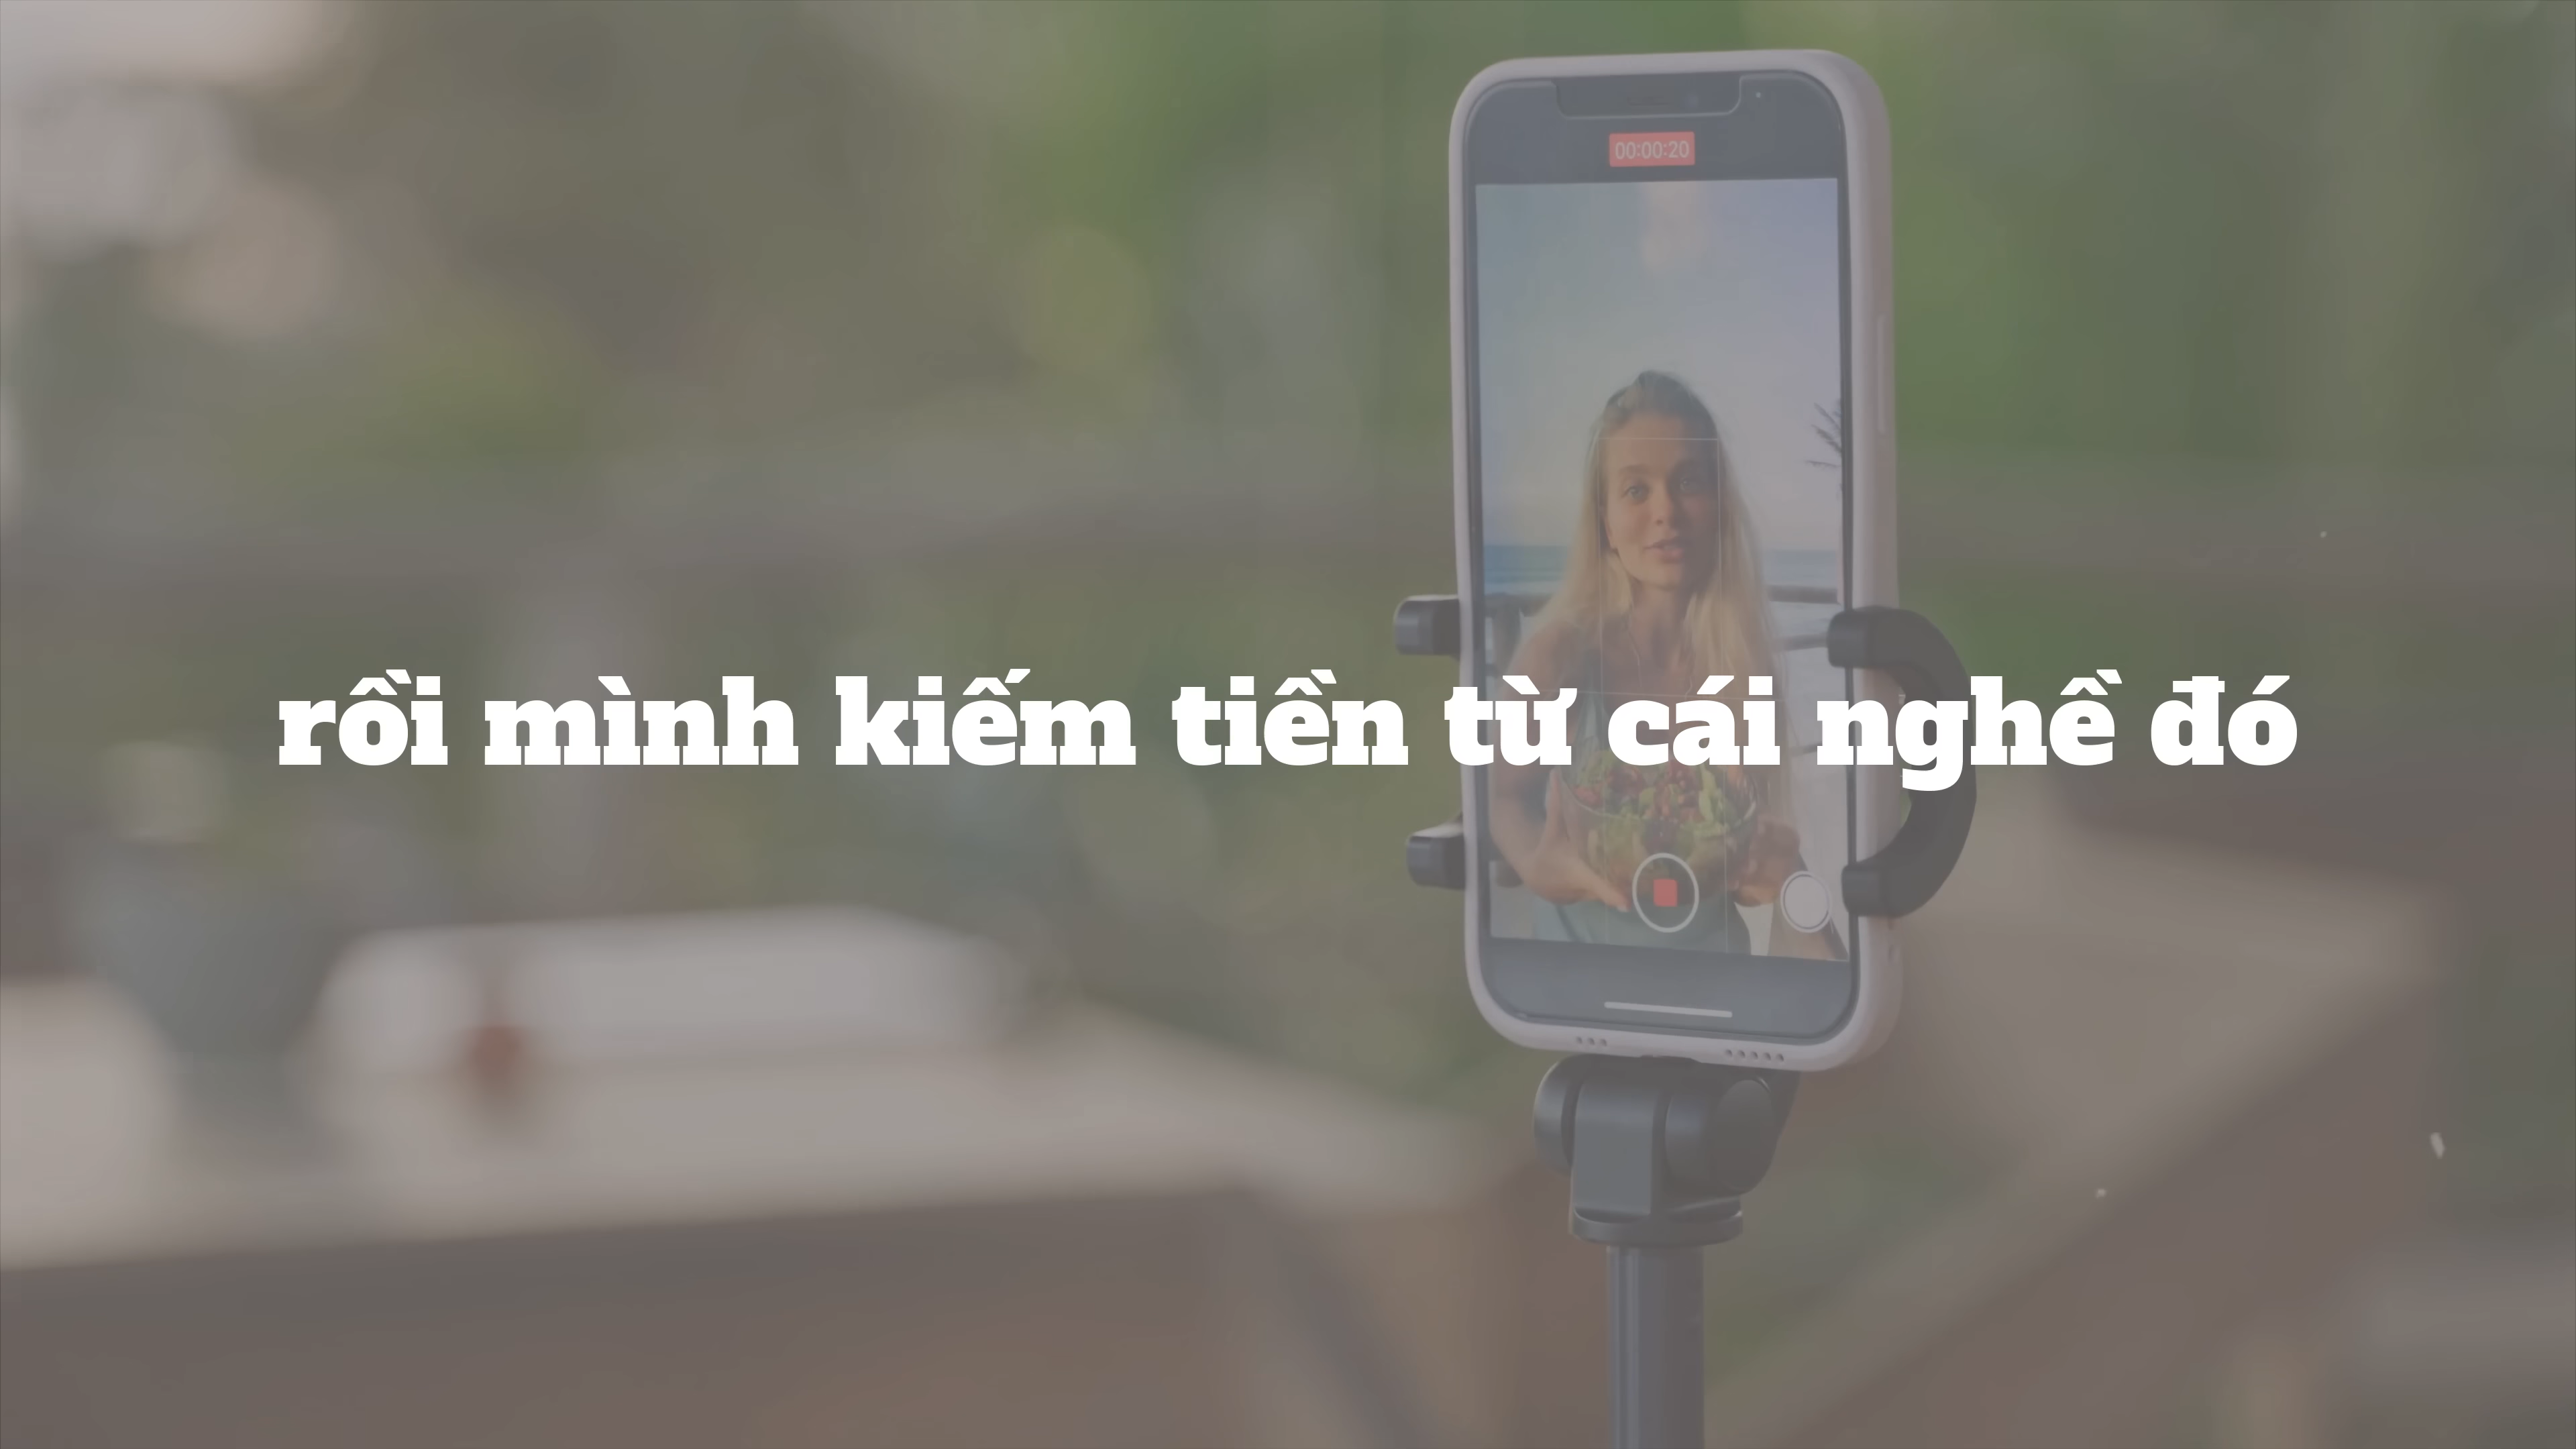 00:00:20
rồi mình kiếm tiền từ cái nghề đó